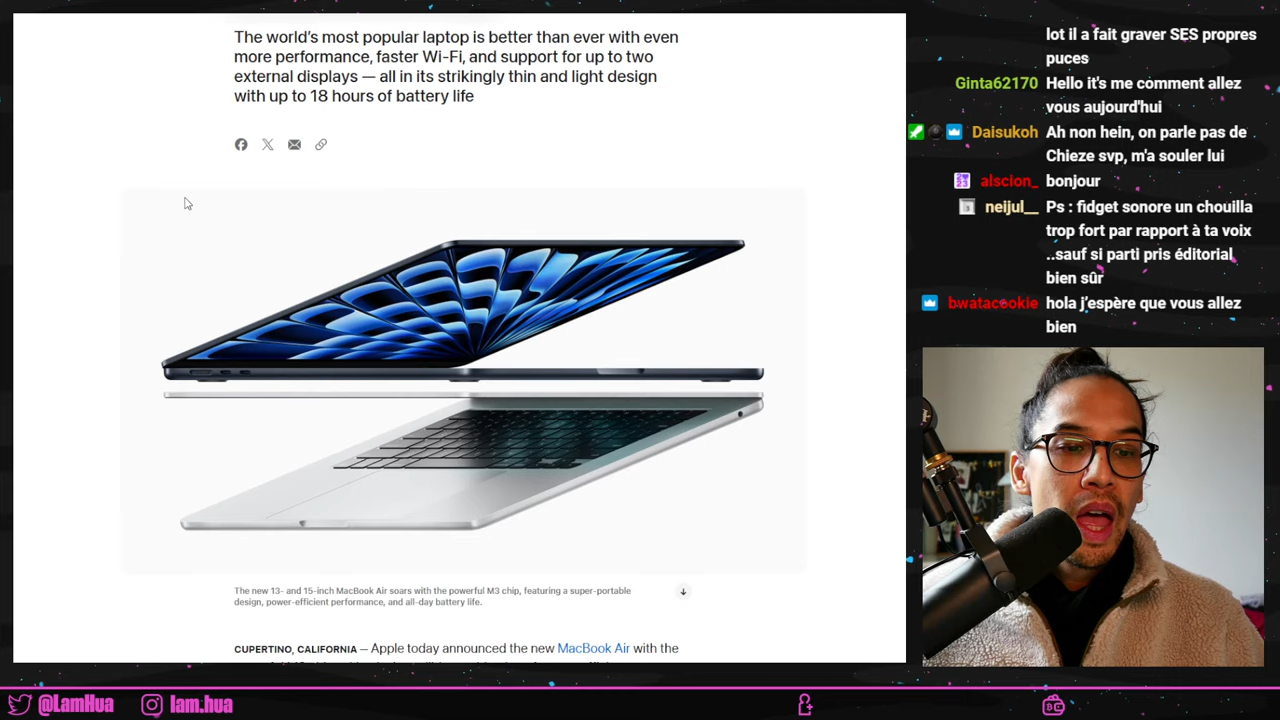 The world's most popular laptop is better than ever with even
more performance, faster Wi-Fi, and support for up to two
external displays — all in its strikingly thin and light design
with up to 18 hours of battery life
The new 13- and 15-inch MacBook Air soars with the powerful M3 chip, featuring a super-portable
design, power-efficient performance, and all-day battery life.
CUPERTINO, CALIFORNIA — Apple today announced the new MacBook Air with the
lot il a fait graver SES propres
puces
Ginta62170 Hello it's me comment allez
vous aujourd'hui
Daisukoh Ah non hein, on parle pas de
Chieze svp, m'a souler lui
alscion_ bonjour
neijul__ Ps : fidget sonore un chouilla
trop fort par rapport à ta voix
..sauf si parti pris éditorial
bien sûr
bwatacookie hola j'espère que vous allez
bien
@LamHua lam.hua